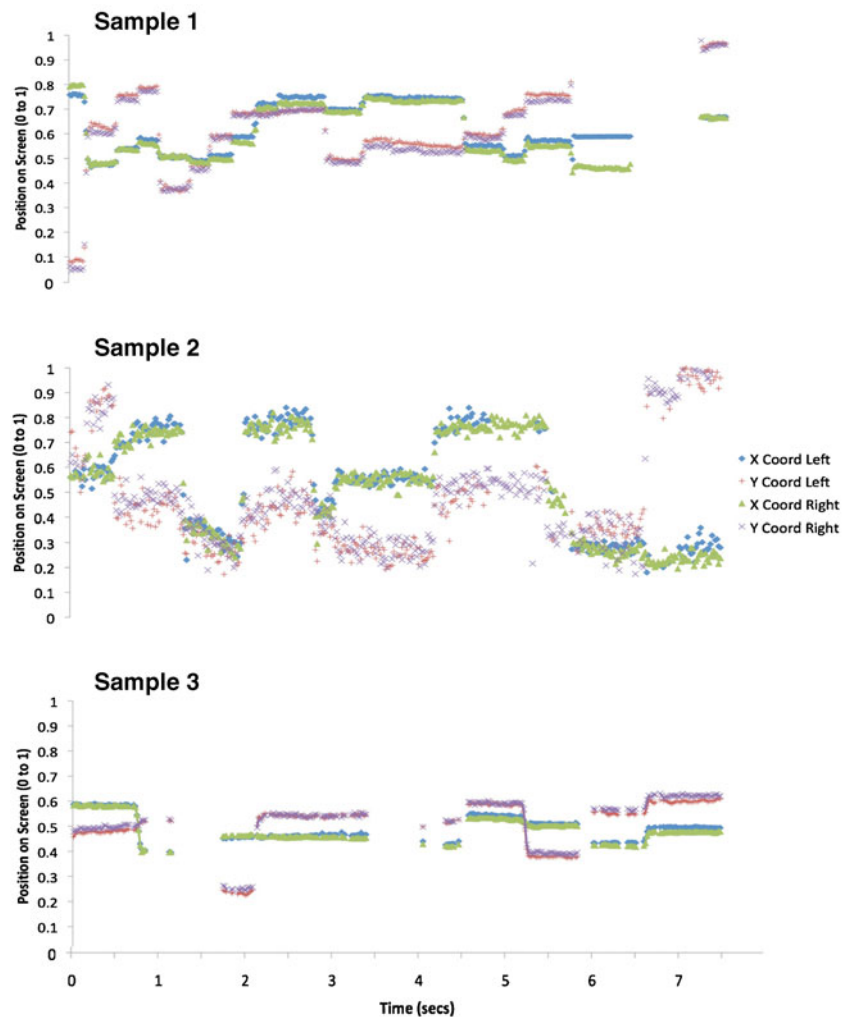 Sample 1
Position on Screen (0 to 1)
1
0.9
0.8
0.7
0.6
0.5
0.4
0.3
0.2
0.1
0
Sample 2
Position on Screen (0 to 1)
1
0.9
0.8
0.7
0.6
0.5
0.4
0.3
0.2
0.1
0
X Coord Left
Y Coord Left
X Coord Right
Y Coord Right
Sample 3
Position on Screen (0 to 1)
1
0.9
0.8
0.7
0.6
0.5
0.4
0.3
0.2
0.1
0
0 1 2 3 4 5 6 7
Time (secs)